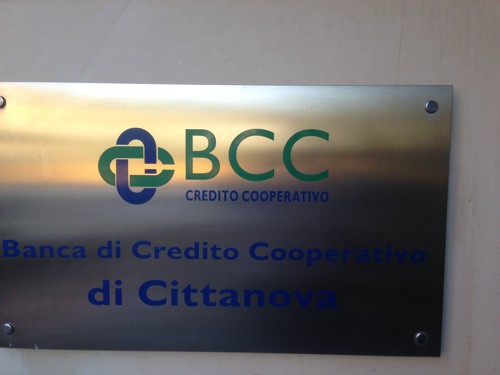 BCC
CREDITO COOPERATIVO
Banca di Credito Cooperativo
di Cittanova